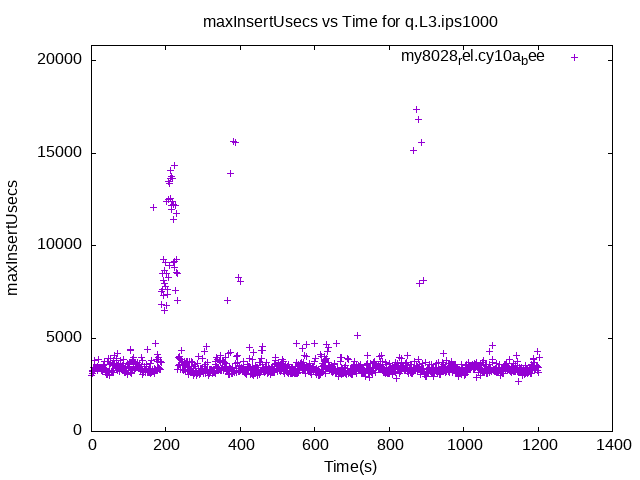 maxInsertUsecs vs Time for q.L3.ips1000
my8028rel.cy10abee
20000
15000
10000
5000
0
maxInsertUsecs
0 200 400 600 800 1000 1200 1400
Time(s)